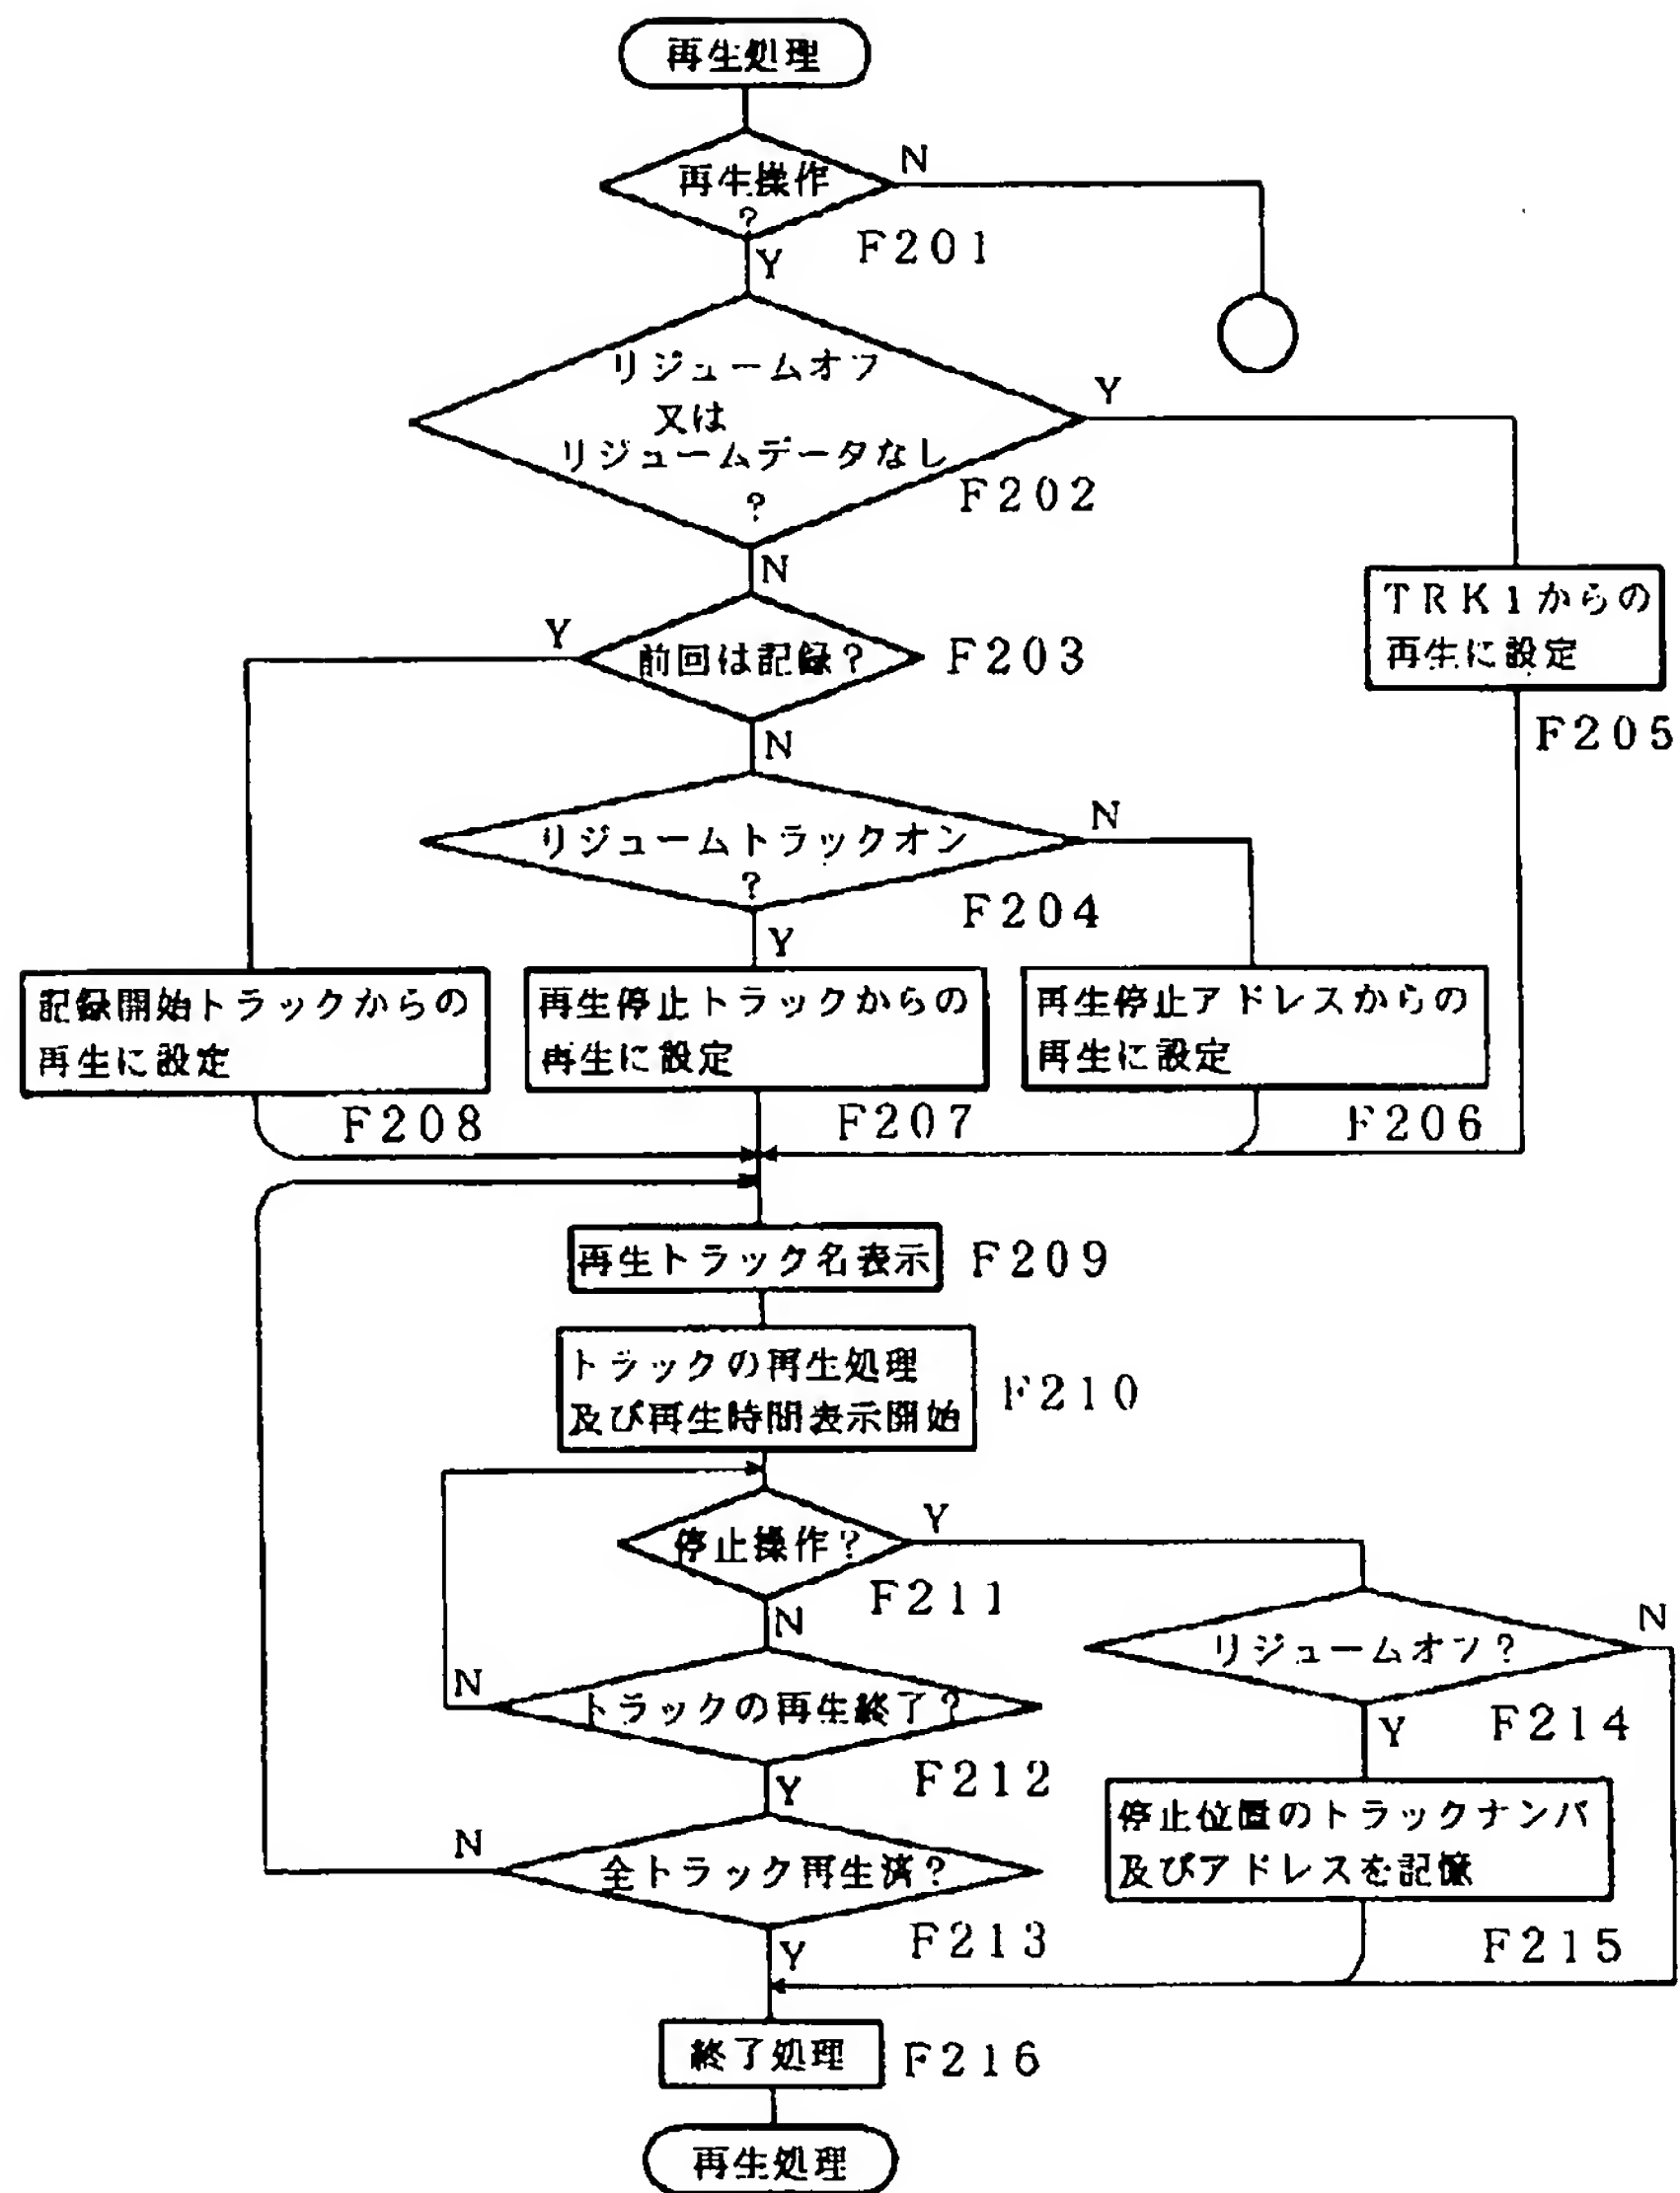 再生処理
再生操作
?
N
F201
Y
リジュームオフ
又は
リジュームデータなし
?
Y
F202
N
TRK1からの
再生に設定
F205
Y
前回は記録?
F203
N
リジュームトラックオン
?
N
F204
Y
記録開始トラックからの
再生に設定
F208
再生停止トラックからの
再生に設定
F207
再生停止アドレスからの
再生に設定
F206
再生トラック名表示
F209
トラックの再生処理
及び再生時間表示開始
F210
停止操作?
Y
F211
N
リジュームオン?
N
F214
Y
N
トラックの再生終了?
F212
Y
停止位置のトラックナンバ
及びアドレスを記憶
F215
N
全トラック再生済?
F213
Y
終了処理
F216
再生処理